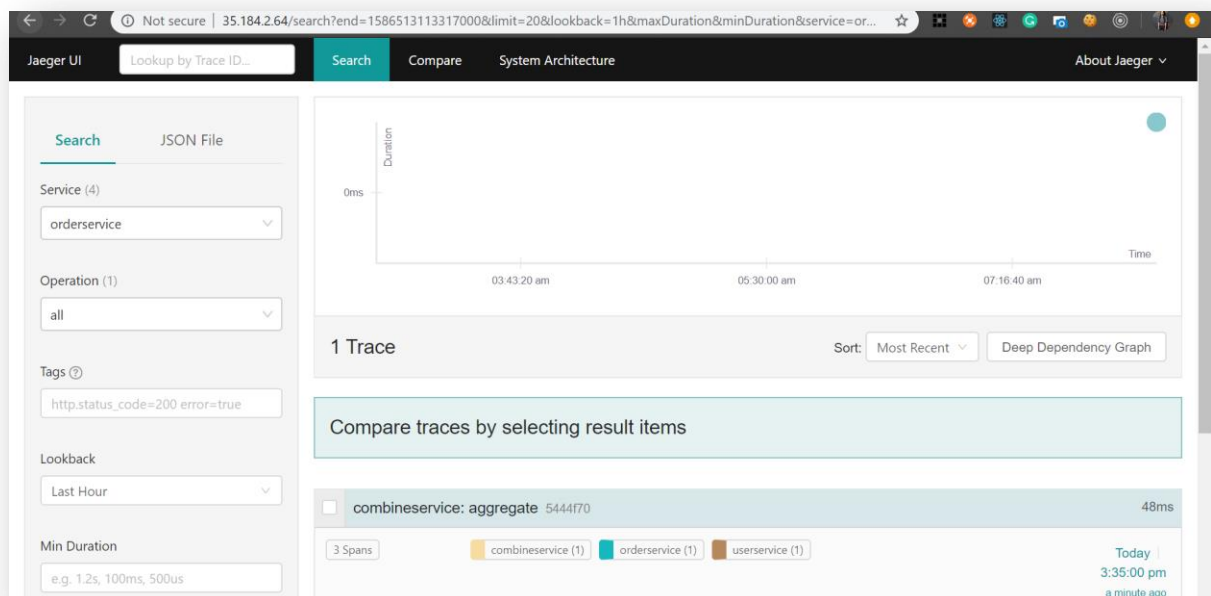 Not secure | 35.184.2.64/search?end=1586513113317000&limit=20&lookback=1h&maxDuration&minDuration&service=or...
Jaeger UI
Lookup by Trace ID...
Search
Compare
System Architecture
About Jaeger
Search
JSON File
Service (4)
orderservice
Operation (1)
all
Tags
http.status_code=200 error=true
Lookback
Last Hour
Min Duration
e.g. 1.2s, 100ms, 500us
Duration
0ms
Time
03:43:20 am
05:30:00 am
07:16:40 am
1 Trace
Sort: Most Recent
Deep Dependency Graph
Compare traces by selecting result items
combineservice: aggregate 5444f70
48ms
3 Spans
combineservice (1)
orderservice (1)
userservice (1)
Today
3:35:00 pm
a minute ago